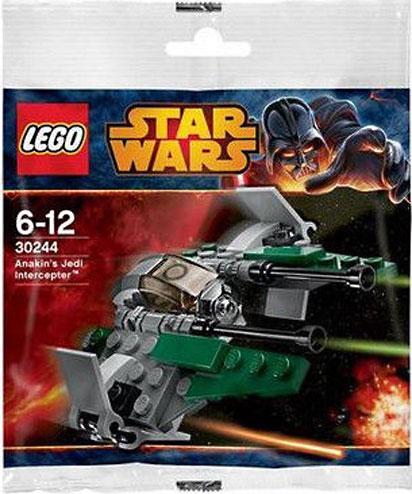 LEGO
STAR
WARS
6-12
30244
Anakin's Jedi
Intercepter™